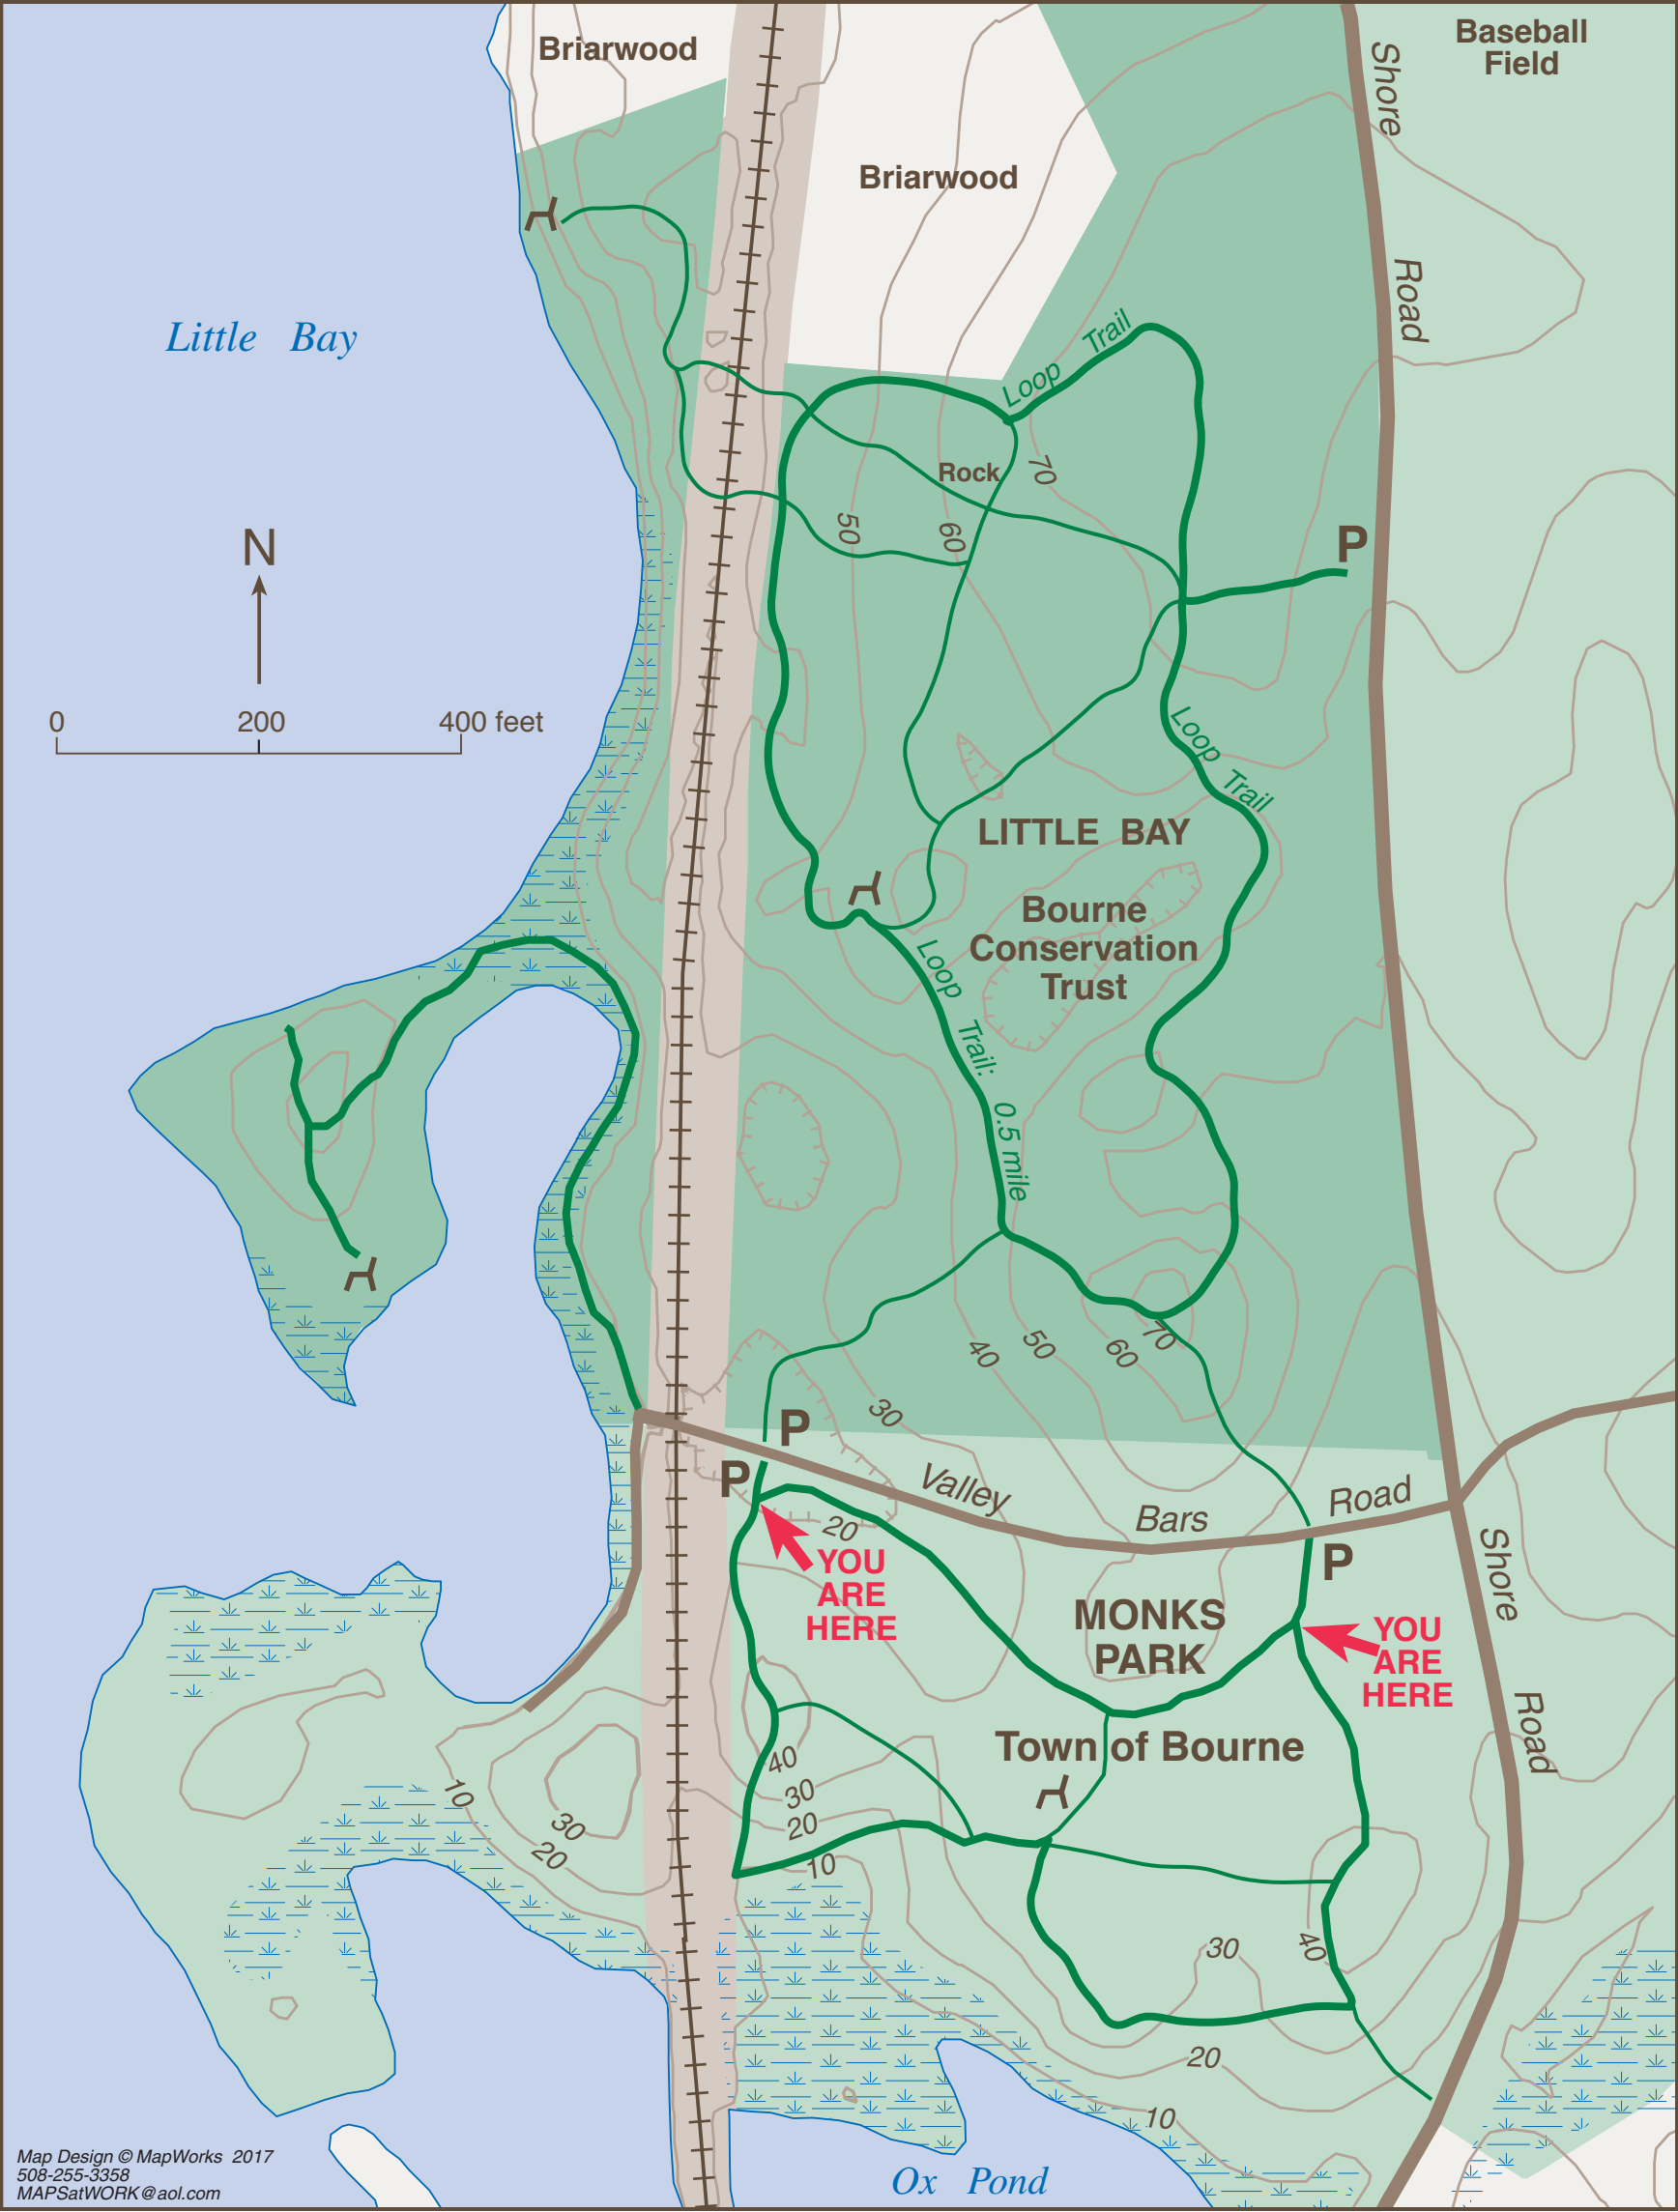 Briarwood
Baseball
Field
Shore
Briarwood
Road
Little Bay
Loop Trail
Rock
70
50
60
P
N
0 200 400 feet
Loop Trail
LITTLE BAY
Bourne
Conservation
Trust
Loop Trail:
0.5 mile
70
60
50
40
30
P
P
Valley Bars Road
20
P
Shore
YOU
ARE
HERE
MONKS
PARK
YOU
ARE
HERE
Road
Town of Bourne
40
30
20
10
10
30
20
30
40
20
10
Map Design © MapWorks 2017
508-255-3358
MAPSatWORK@aol.com
Ox Pond